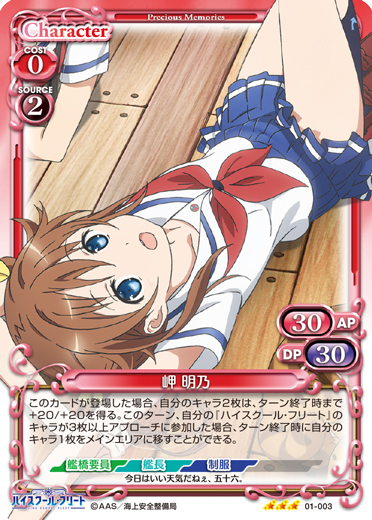 Precious Memories
Character
COST
0
SOURCE
2
30 AP
DP 30
岬 明乃
このカードが登場した場合、自分のキャラ2枚は、ターン終了時まで
+20/+20を得る。このターン、自分の『ハイスクール・フリート』の
キャラが3枚以上アプローチに参加した場合、ターン終了時に自分の
キャラ1枚をメインエリアに移すことができる。
艦橋要員 艦長 制服
今日はいい天気だねぇ、五十六。
ハイスクール・フリート
©AAS/海上安全整備局
01-003